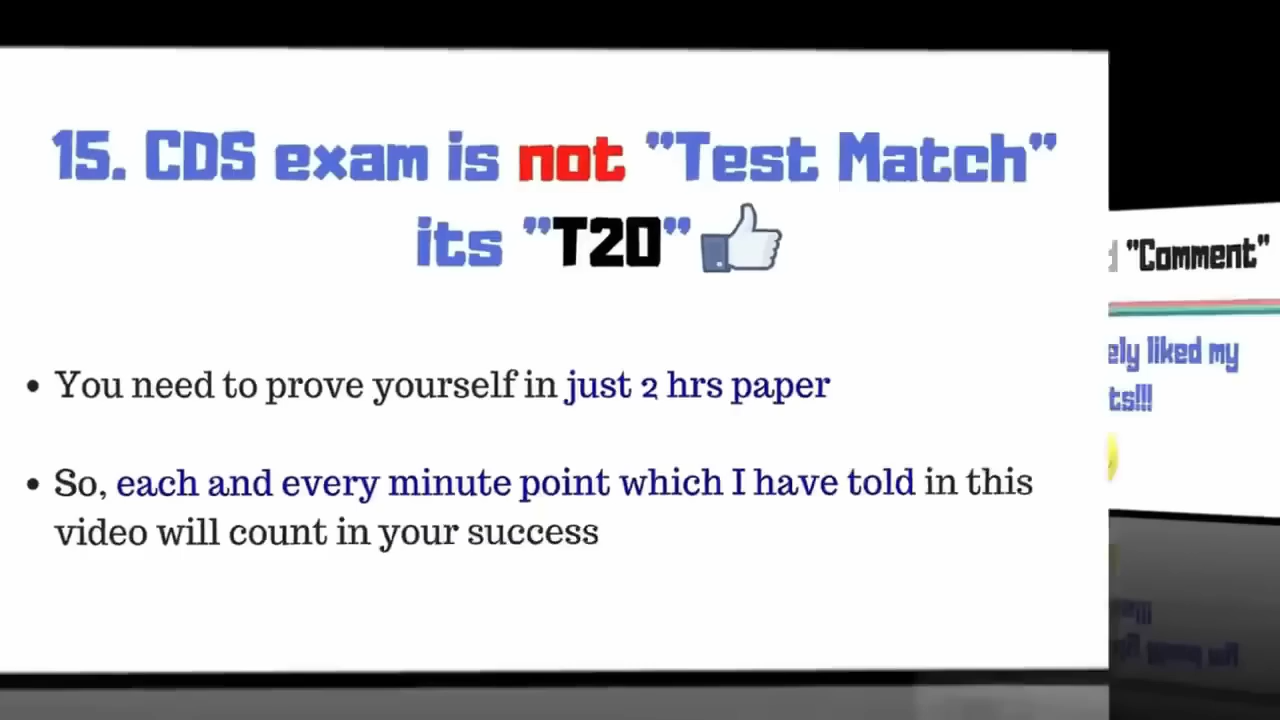 15. CDS exam is not "Test Match"
its "T20"
• You need to prove yourself in just 2 hrs paper
• So, each and every minute point which I have told in this
video will count in your success
"Comment"
liked my